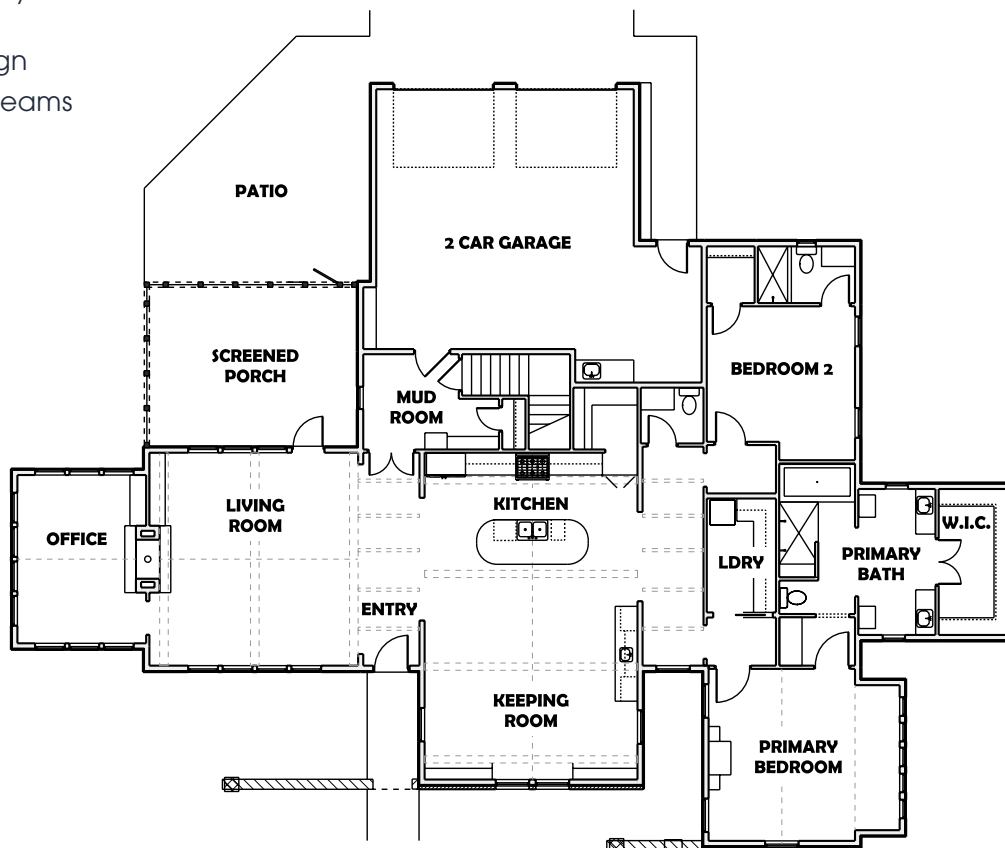 gn
eams
PATIO
2 CAR GARAGE
SCREENED
PORCH
BEDROOM 2
MUD
ROOM
LIVING
ROOM
KITCHEN
OFFICE
W.I.C.
LDRY
PRIMARY
BATH
ENTRY
KEEPING
ROOM
PRIMARY
BEDROOM